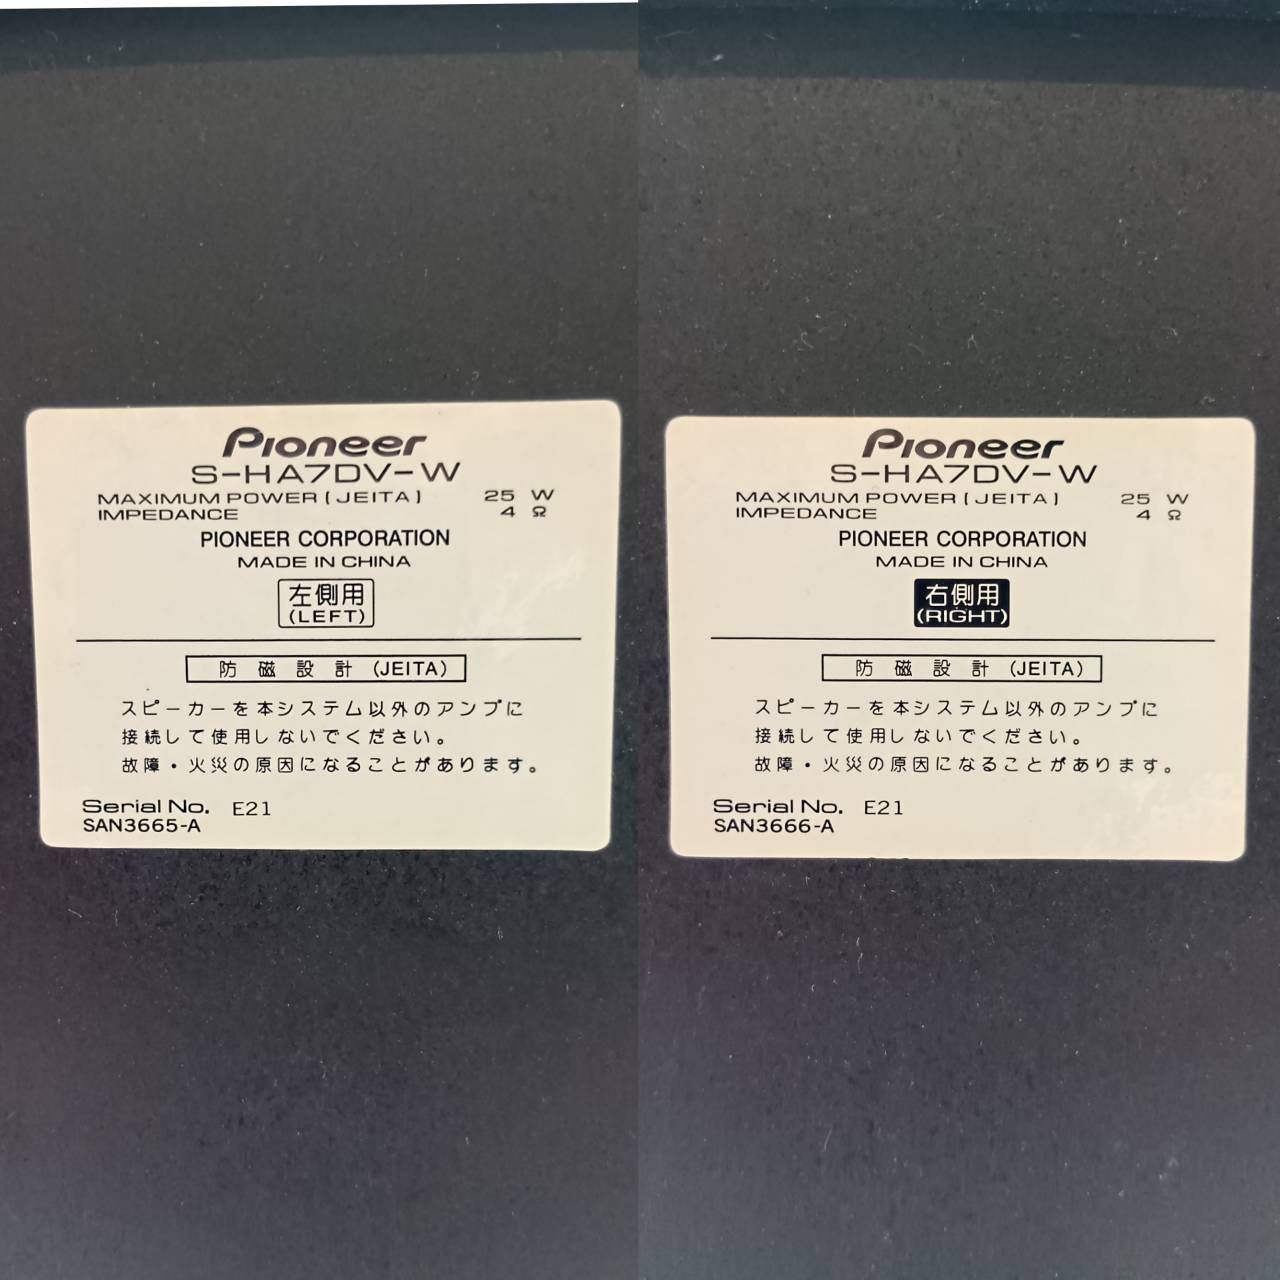 Pioneer
S-HA7DV-W
MAXIMUM POWER (JEITA) 25 W
IMPEDANCE 4 Ω
PIONEER CORPORATION
MADE IN CHINA
左側用
(LEFT)
防磁設計 (JEITA)
スピーカーを本システム以外のアンプに
接続して使用しないでください。
故障・火災の原因になることがあります。
Serial No. E21
SAN3665-A
Pioneer
S-HA7DV-W
MAXIMUM POWER (JEITA) 25 W
IMPEDANCE 4 Ω
PIONEER CORPORATION
MADE IN CHINA
右側用
(RIGHT)
防磁設計 (JEITA)
スピーカーを本システム以外のアンプに
接続して使用しないでください。
故障・火災の原因になることがあります。
Serial No. E21
SAN3666-A